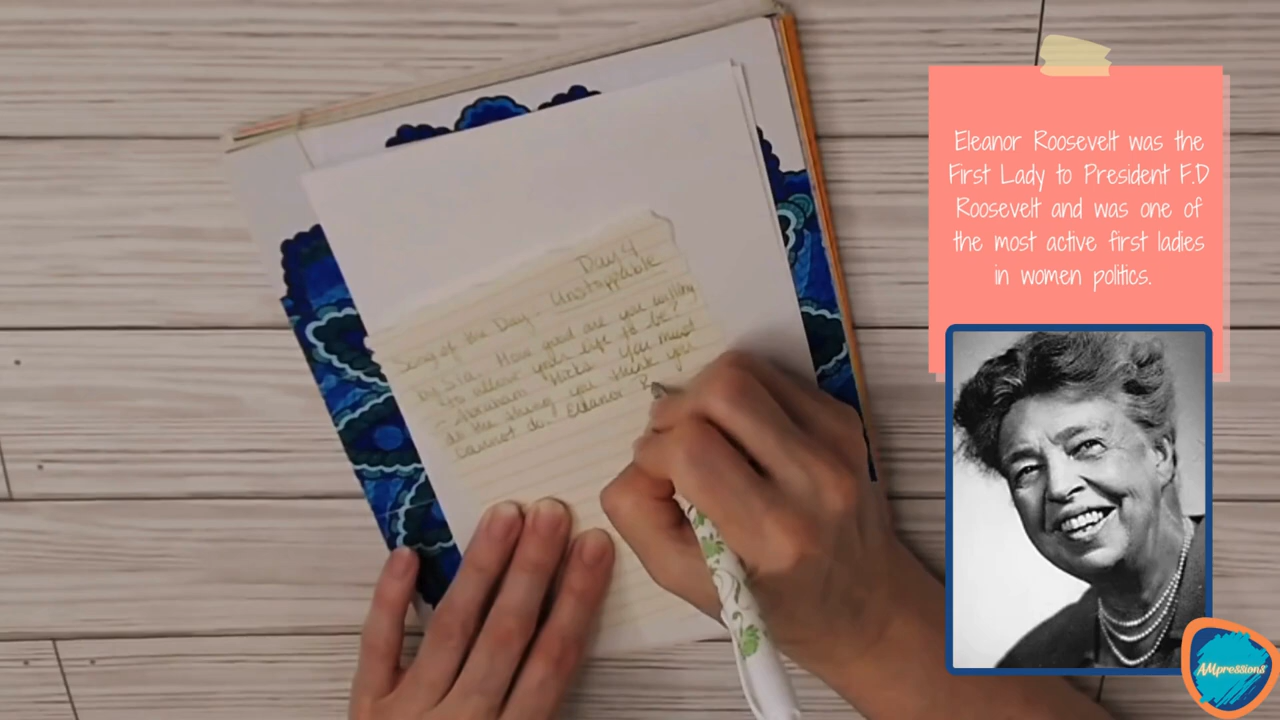 Day 4
Song of the Day - Unstoppable
by Sia. How good are you willing
to allow your life to be?
- Abraham Hicks You must
do the thing you think you
cannot do. Eleanor R
Eleanor Roosevelt was the
First Lady to President F.D
Roosevelt and was one of
the most active first ladies
in women politics.
AMpressions